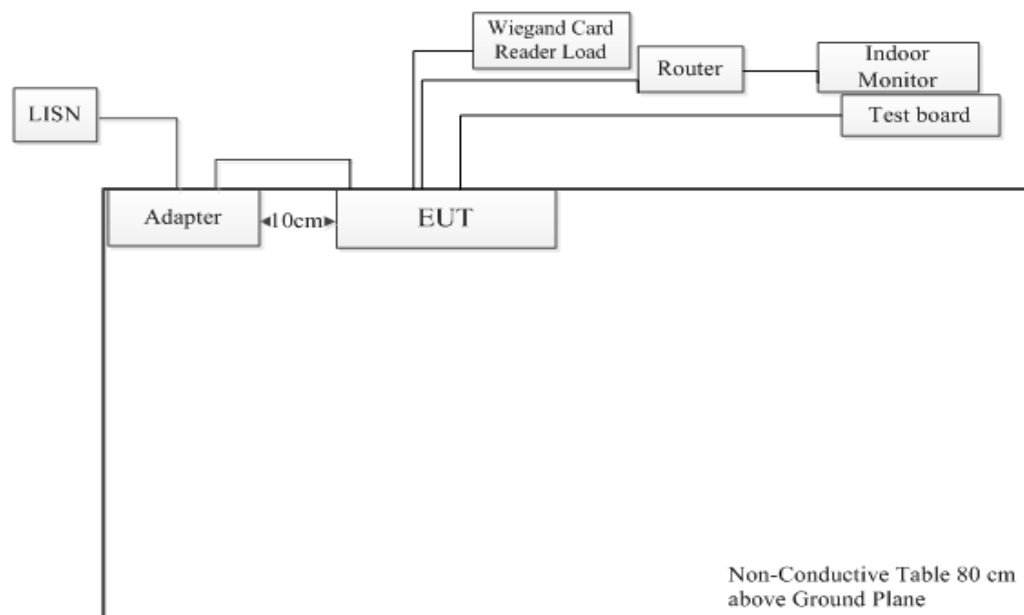 Wiegand Card
Reader Load
Router
Indoor
Monitor
LISN
Test board
Adapter
10cm
EUT
Non-Conductive Table 80 cm
above Ground Plane